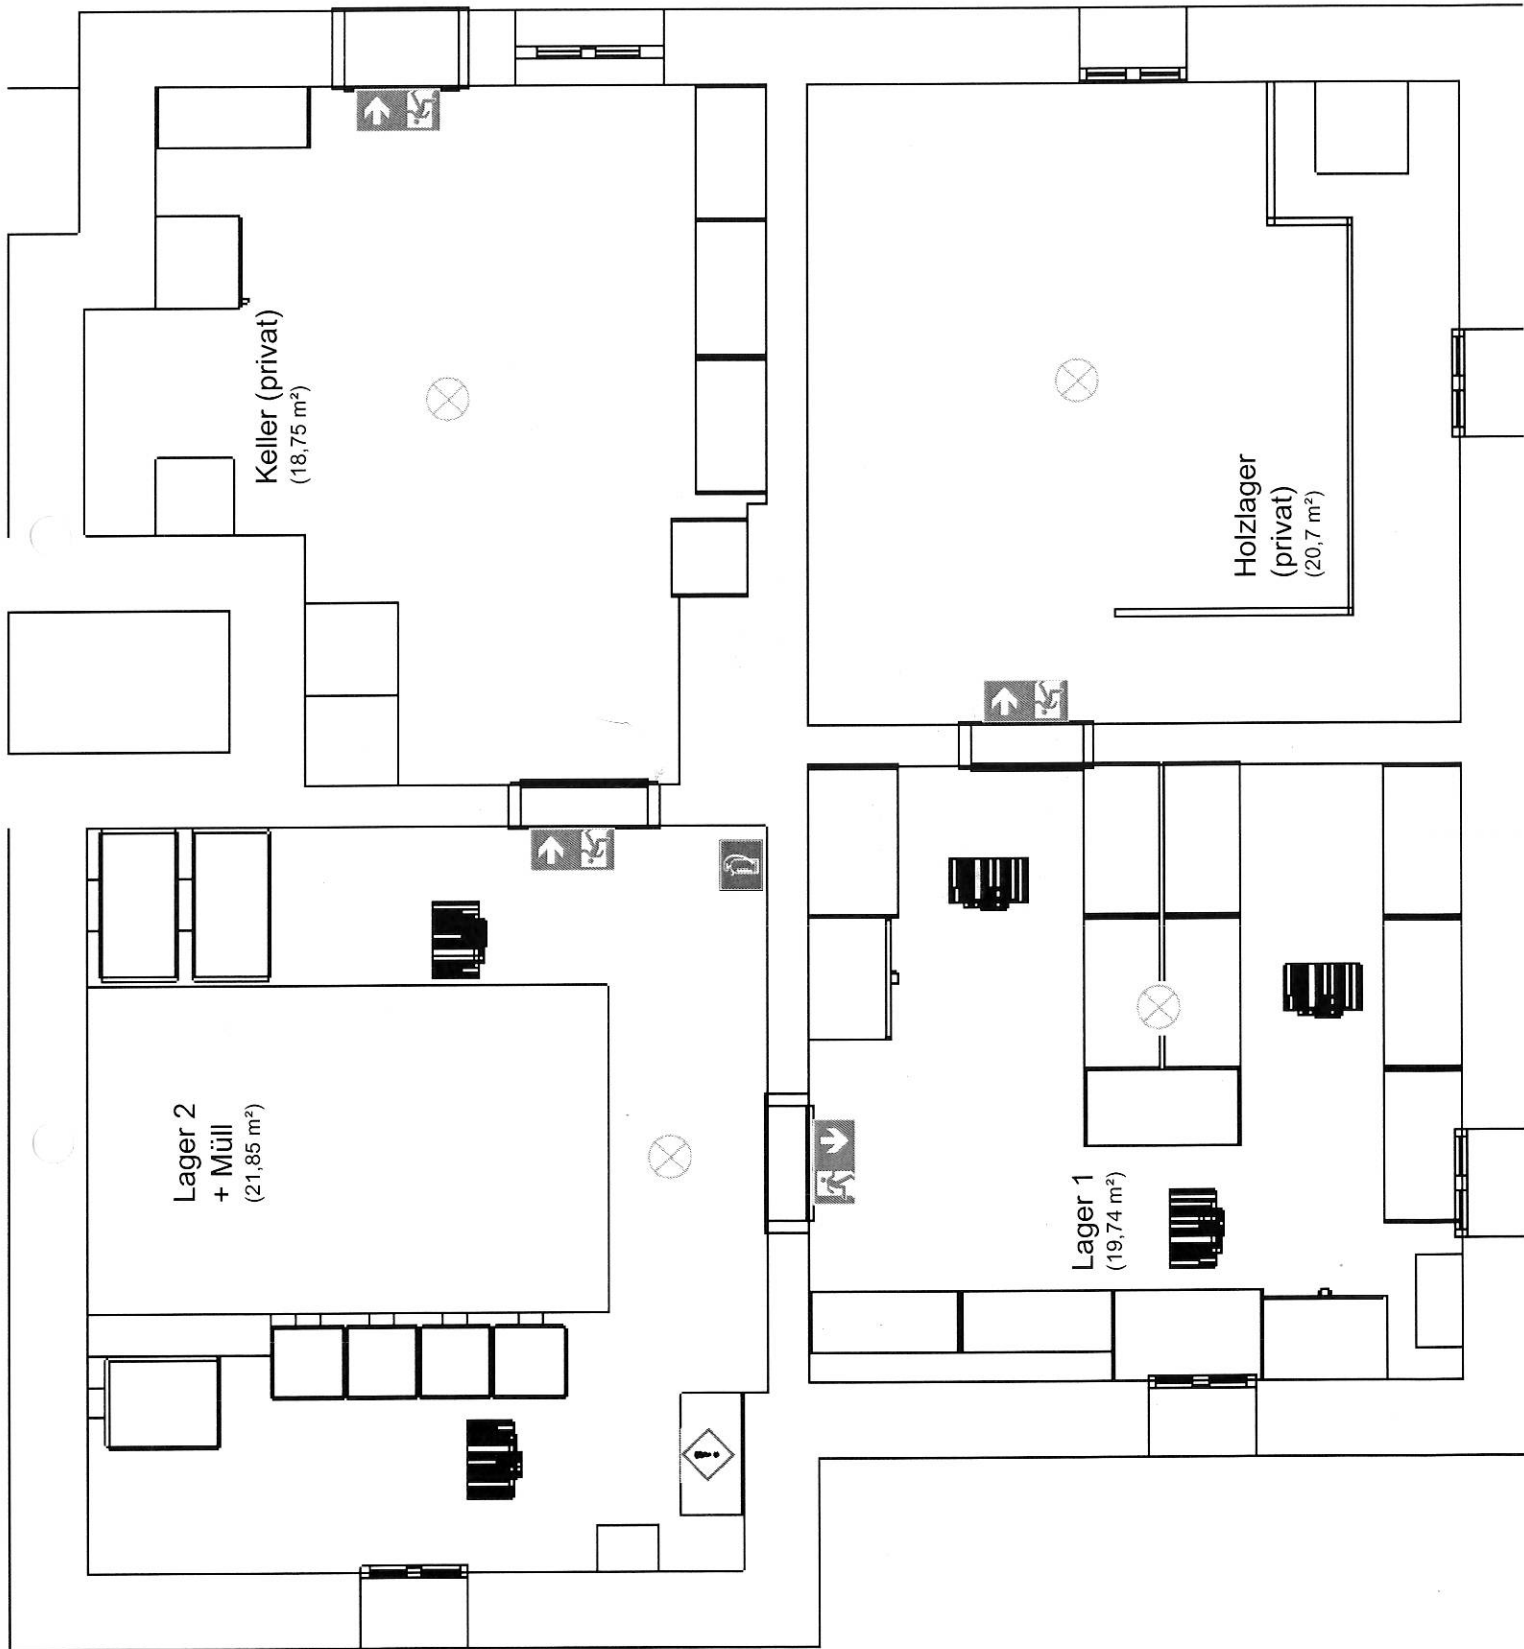 Keller (privat)
(18,75 m²)
Holzlager
(privat)
(20,7 m²)
Lager 2
+ Müll
(21,85 m²)
Lager 1
(19,74 m²)